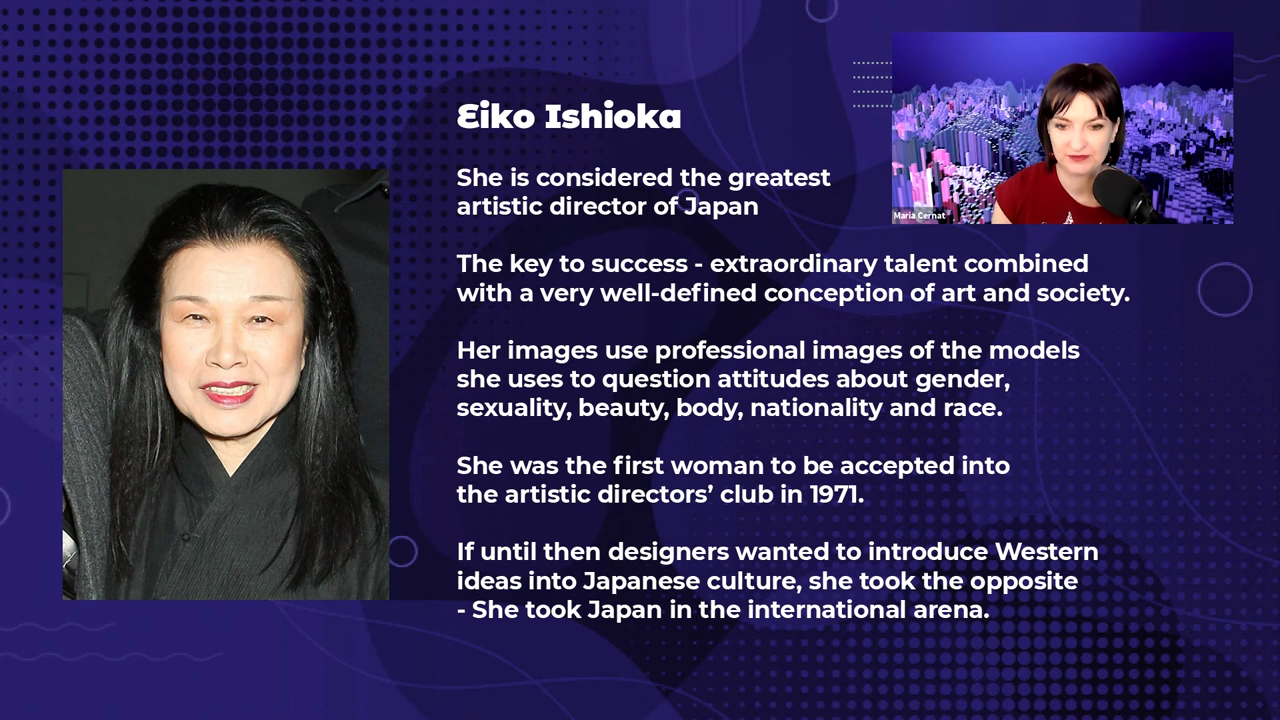 Eiko Ishioka
She is considered the greatest
artistic director of Japan
The key to success - extraordinary talent combined
with a very well-defined conception of art and society.
Her images use professional images of the models
she uses to question attitudes about gender,
sexuality, beauty, body, nationality and race.
She was the first woman to be accepted into
the artistic directors’ club in 1971.
If until then designers wanted to introduce Western
ideas into Japanese culture, she took the opposite
- She took Japan in the international arena.
Maria Cernat